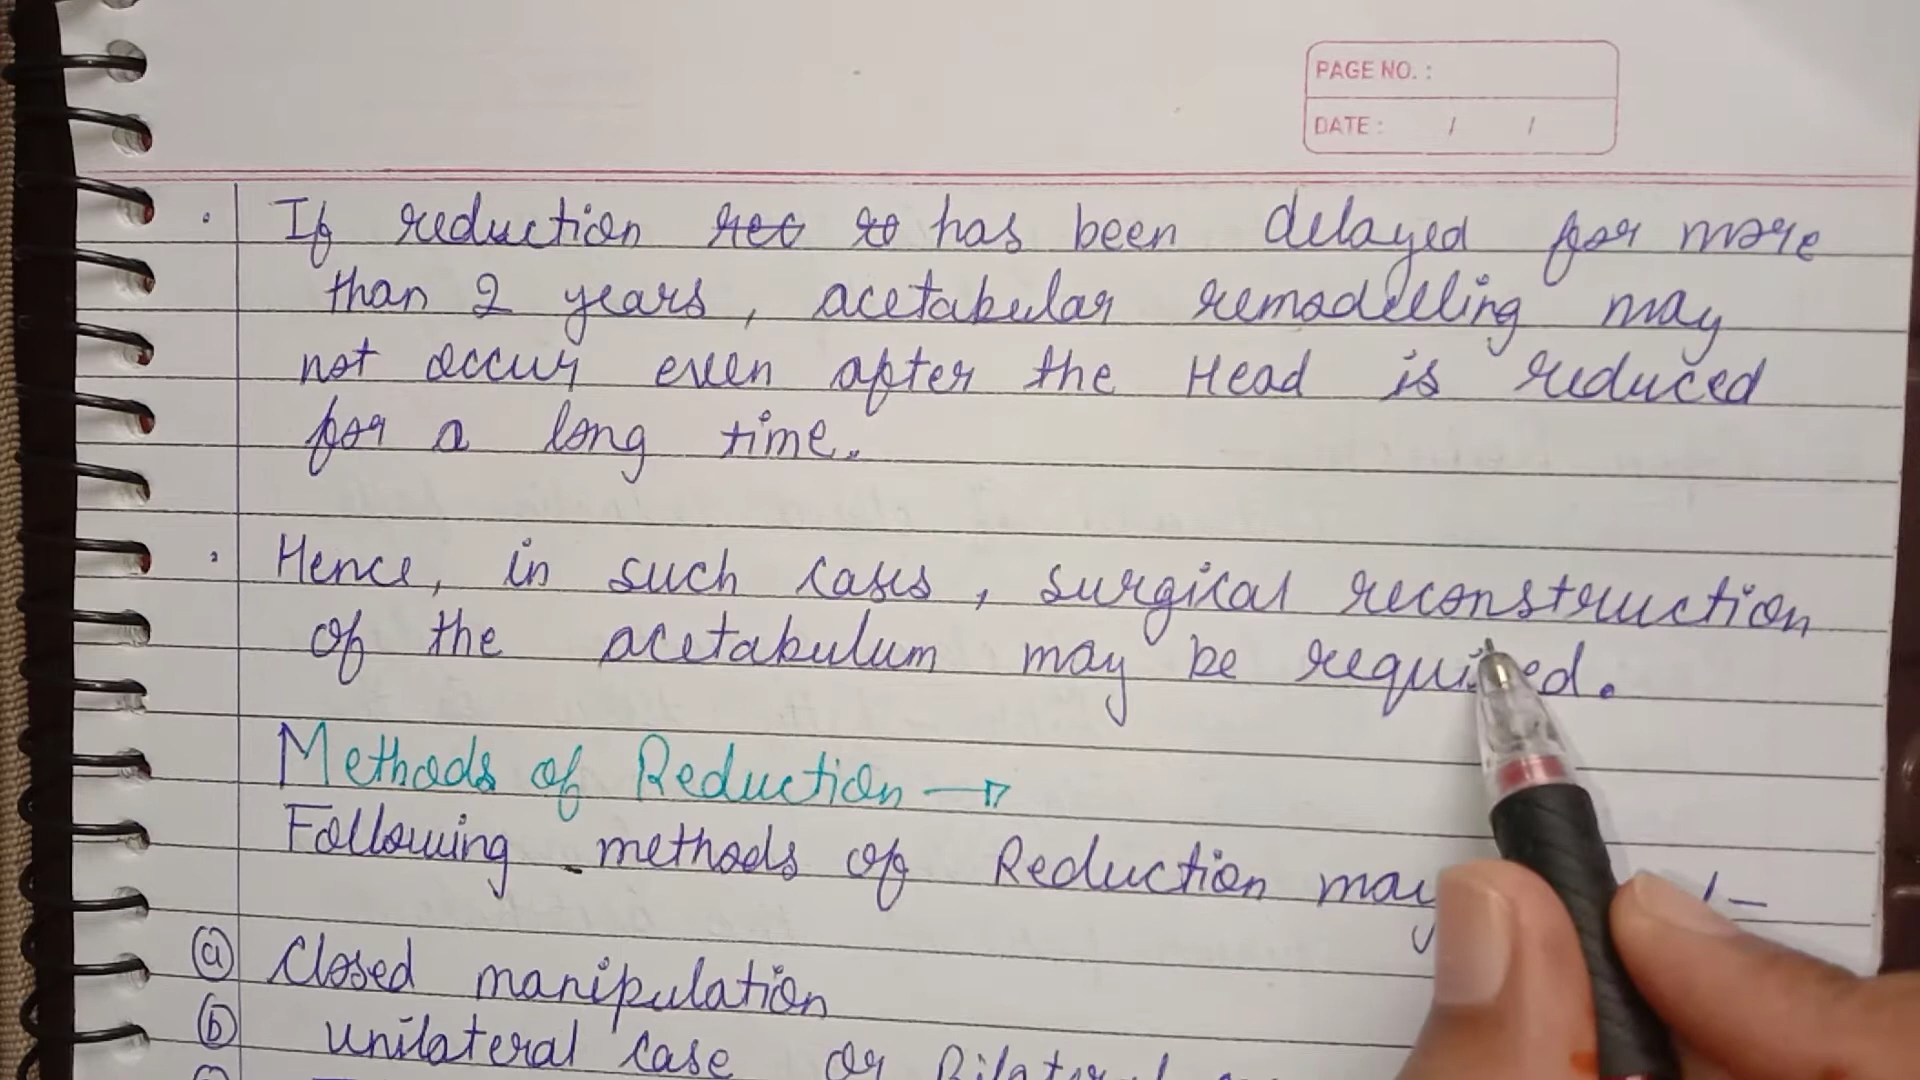 PAGE NO. :
DATE : / /
If reduction has been delayed for more
than 2 years, acetabular remodelling may
not occur even after the Head is reduced
for a long time.
Hence, in such cases, surgical reconstruction
of the acetabulum may be required.
Methods of Reduction →
Following methods of Reduction may
(a) Closed manipulation
(b) unilateral case or